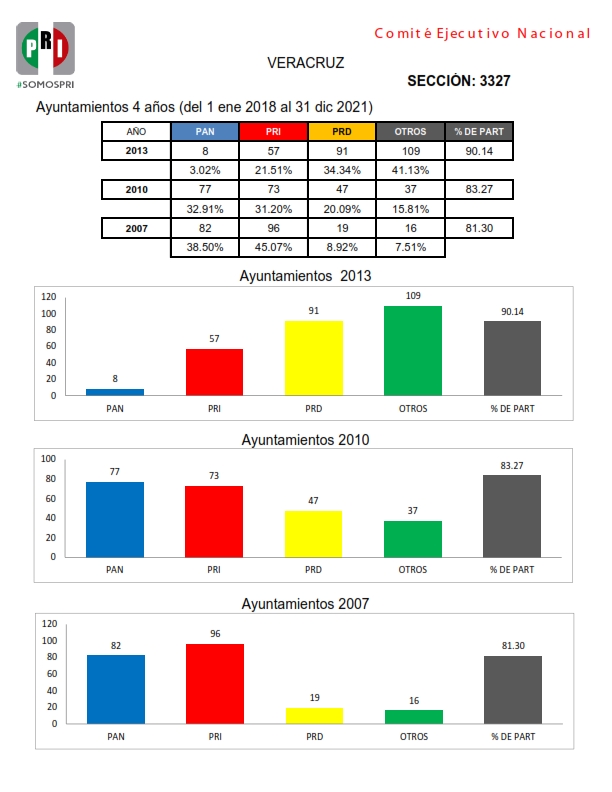 PRI
#SOMOSPRI
Comité Ejecutivo Nacional
VERACRUZ
SECCIÓN: 3327
Ayuntamientos 4 años (del 1 ene 2018 al 31 dic 2021)
AÑO PAN PRI PRD OTROS % DE PART
2013 8 57 91 109 90.14
3.02% 21.51% 34.34% 41.13%
2010 77 73 47 37 83.27
32.91% 31.20% 20.09% 15.81%
2007 82 96 19 16 81.30
38.50% 45.07% 8.92% 7.51%
Ayuntamientos 2013
120
100
80
60
40
20
0
8 57 91 109 90.14
PAN PRI PRD OTROS % DE PART
Ayuntamientos 2010
100
80
60
40
20
0
77 73 47 37 83.27
PAN PRI PRD OTROS % DE PART
Ayuntamientos 2007
120
100
80
60
40
20
0
82 96 19 16 81.30
PAN PRI PRD OTROS % DE PART